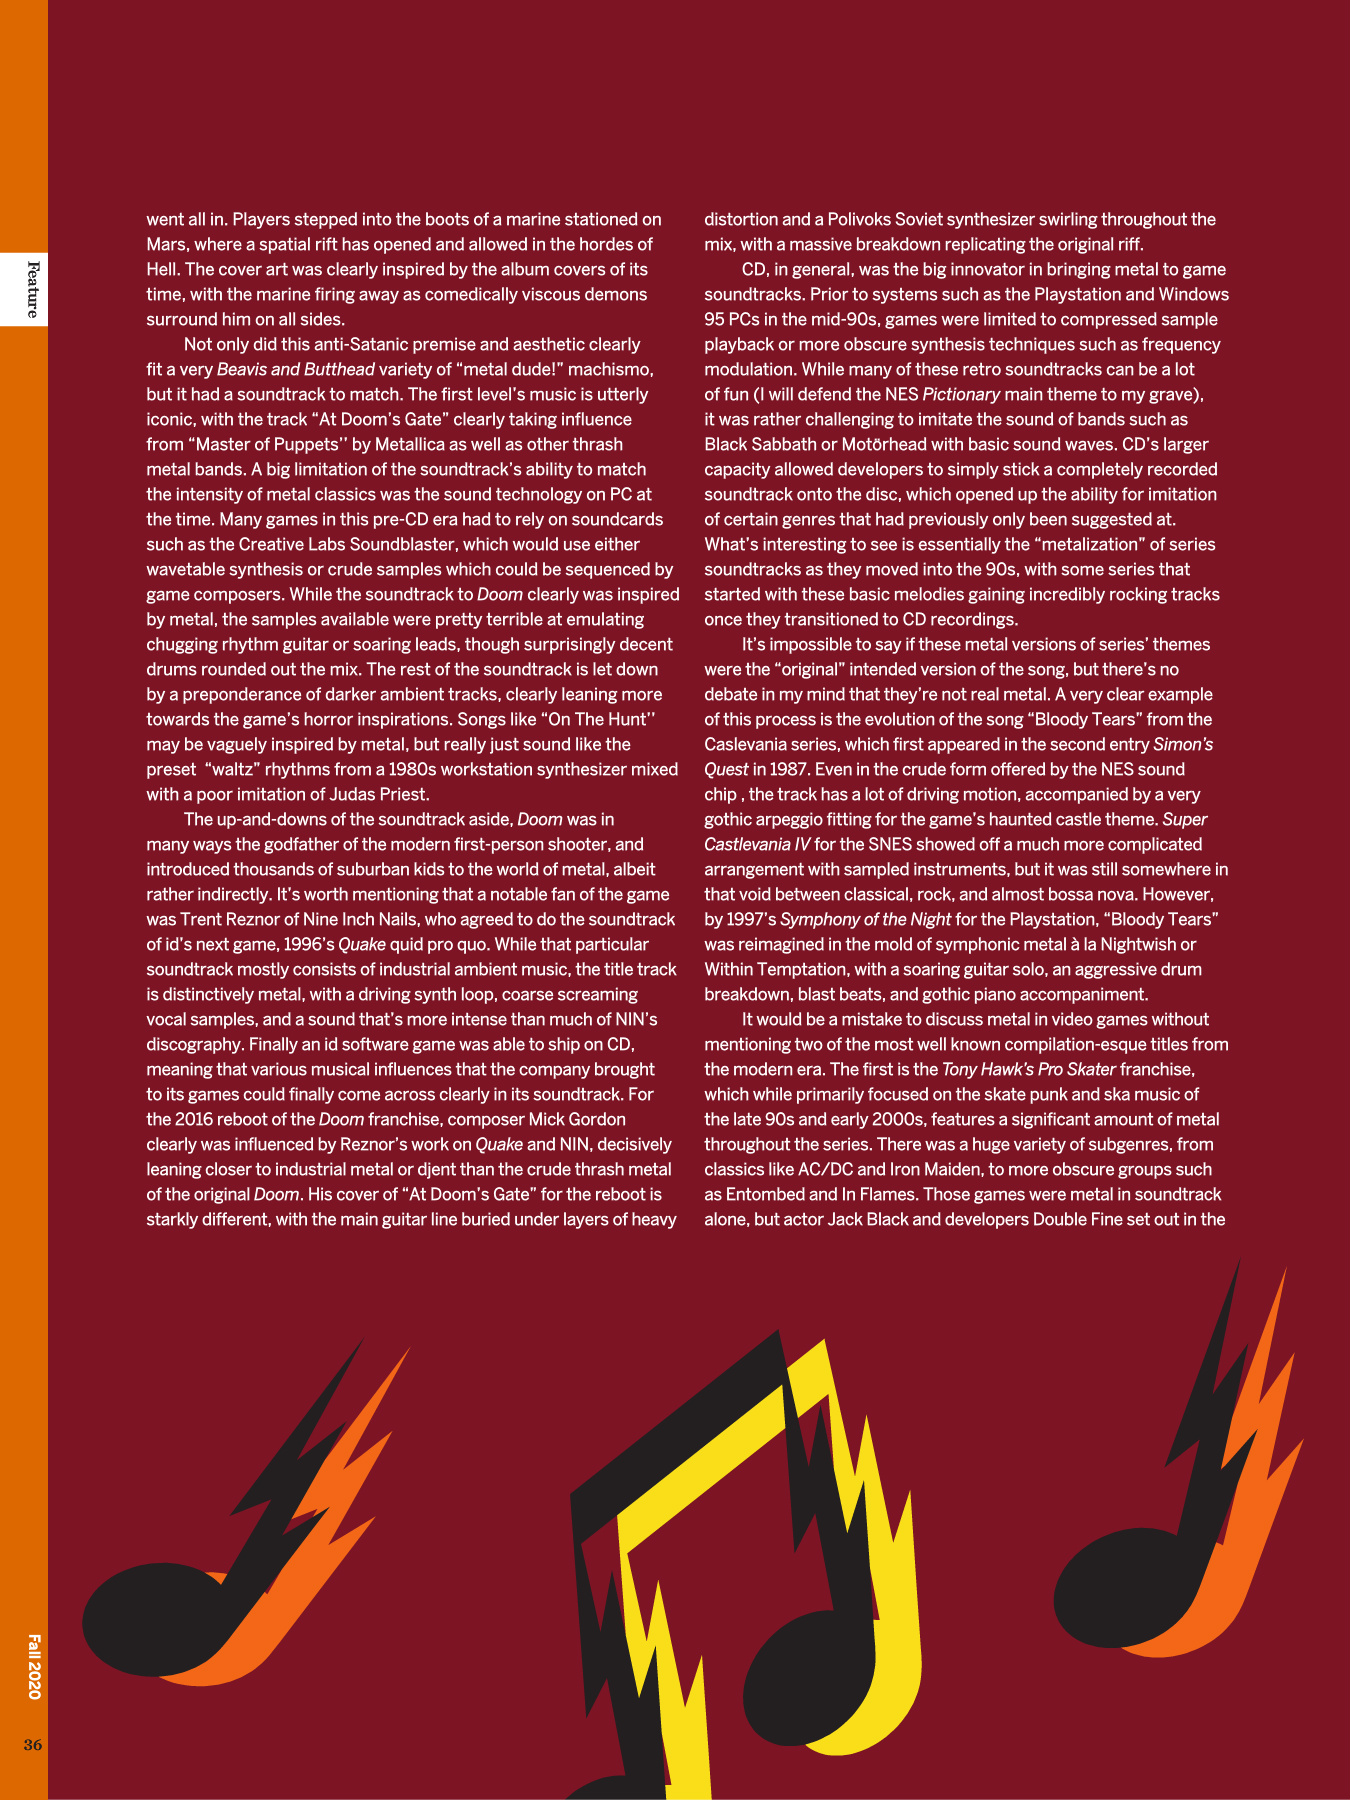 Feature
went all in. Players stepped into the boots of a marine stationed on
Mars, where a spatial rift has opened and allowed in the hordes of
Hell. The cover art was clearly inspired by the album covers of its
time, with the marine firing away as comedically viscous demons
surround him on all sides.
Not only did this anti-Satanic premise and aesthetic clearly
fit a very Beavis and Butthead variety of “metal dude!” machismo,
but it had a soundtrack to match. The first level’s music is utterly
iconic, with the track “At Doom’s Gate” clearly taking influence
from “Master of Puppets’’ by Metallica as well as other thrash
metal bands. A big limitation of the soundtrack’s ability to match
the intensity of metal classics was the sound technology on PC at
the time. Many games in this pre-CD era had to rely on soundcards
such as the Creative Labs Soundblaster, which would use either
wavetable synthesis or crude samples which could be sequenced by
game composers. While the soundtrack to Doom clearly was inspired
by metal, the samples available were pretty terrible at emulating
chugging rhythm guitar or soaring leads, though surprisingly decent
drums rounded out the mix. The rest of the soundtrack is let down
by a preponderance of darker ambient tracks, clearly leaning more
towards the game’s horror inspirations. Songs like “On The Hunt’’
may be vaguely inspired by metal, but really just sound like the
preset “waltz” rhythms from a 1980s workstation synthesizer mixed
with a poor imitation of Judas Priest.
The up-and-downs of the soundtrack aside, Doom was in
many ways the godfather of the modern first-person shooter, and
introduced thousands of suburban kids to the world of metal, albeit
rather indirectly. It’s worth mentioning that a notable fan of the game
was Trent Reznor of Nine Inch Nails, who agreed to do the soundtrack
of id’s next game, 1996’s Quake quid pro quo. While that particular
soundtrack mostly consists of industrial ambient music, the title track
is distinctively metal, with a driving synth loop, coarse screaming
vocal samples, and a sound that’s more intense than much of NIN’s
discography. Finally an id software game was able to ship on CD,
meaning that various musical influences that the company brought
to its games could finally come across clearly in its soundtrack. For
the 2016 reboot of the Doom franchise, composer Mick Gordon
clearly was influenced by Reznor’s work on Quake and NIN, decisively
leaning closer to industrial metal or djent than the crude thrash metal
of the original Doom. His cover of “At Doom’s Gate” for the reboot is
starkly different, with the main guitar line buried under layers of heavy
distortion and a Polivoks Soviet synthesizer swirling throughout the
mix, with a massive breakdown replicating the original riff.
CD, in general, was the big innovator in bringing metal to game
soundtracks. Prior to systems such as the Playstation and Windows
95 PCs in the mid-90s, games were limited to compressed sample
playback or more obscure synthesis techniques such as frequency
modulation. While many of these retro soundtracks can be a lot
of fun (I will defend the NES Pictionary main theme to my grave),
it was rather challenging to imitate the sound of bands such as
Black Sabbath or Motörhead with basic sound waves. CD’s larger
capacity allowed developers to simply stick a completely recorded
soundtrack onto the disc, which opened up the ability for imitation
of certain genres that had previously only been suggested at.
What’s interesting to see is essentially the “metalization” of series
soundtracks as they moved into the 90s, with some series that
started with these basic melodies gaining incredibly rocking tracks
once they transitioned to CD recordings.
It’s impossible to say if these metal versions of series’ themes
were the “original” intended version of the song, but there’s no
debate in my mind that they’re not real metal. A very clear example
of this process is the evolution of the song “Bloody Tears” from the
Caslevania series, which first appeared in the second entry Simon’s
Quest in 1987. Even in the crude form offered by the NES sound
chip , the track has a lot of driving motion, accompanied by a very
gothic arpeggio fitting for the game’s haunted castle theme. Super
Castlevania IV for the SNES showed off a much more complicated
arrangement with sampled instruments, but it was still somewhere in
that void between classical, rock, and almost bossa nova. However,
by 1997’s Symphony of the Night for the Playstation, “Bloody Tears”
was reimagined in the mold of symphonic metal à la Nightwish or
Within Temptation, with a soaring guitar solo, an aggressive drum
breakdown, blast beats, and gothic piano accompaniment.
It would be a mistake to discuss metal in video games without
mentioning two of the most well known compilation-esque titles from
the modern era. The first is the Tony Hawk’s Pro Skater franchise,
which while primarily focused on the skate punk and ska music of
the late 90s and early 2000s, features a significant amount of metal
throughout the series. There was a huge variety of subgenres, from
classics like AC/DC and Iron Maiden, to more obscure groups such
as Entombed and In Flames. Those games were metal in soundtrack
alone, but actor Jack Black and developers Double Fine set out in the
Fall 2020
36